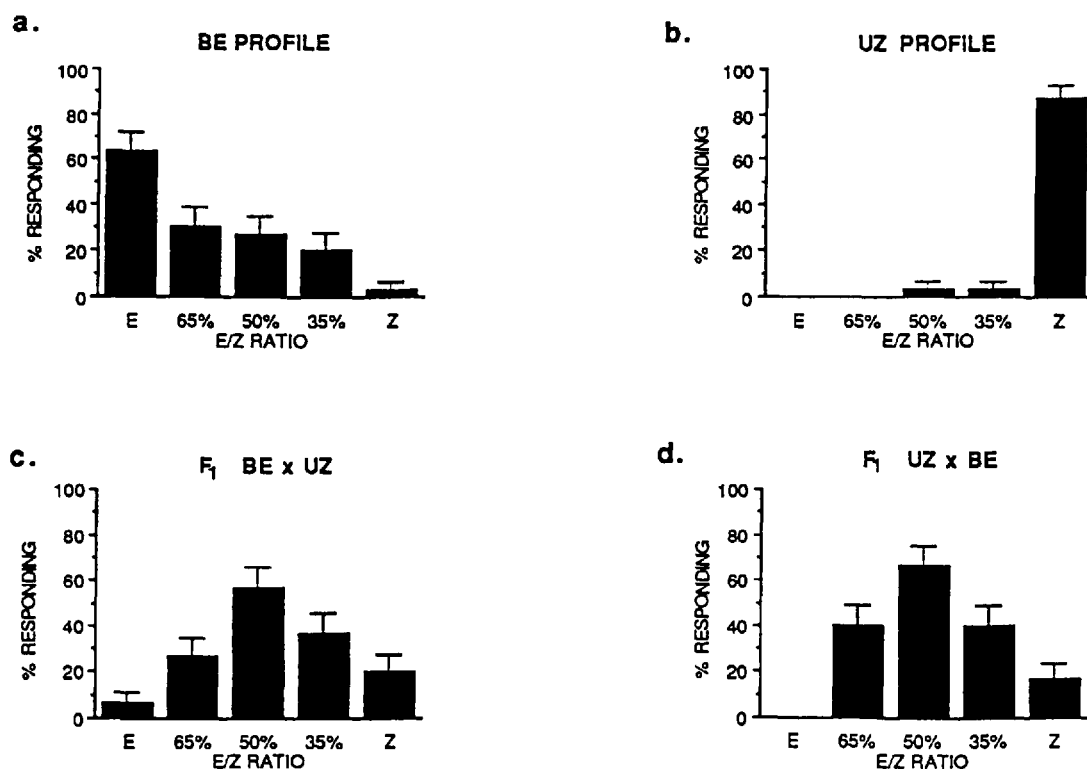 a.
BE PROFILE
% RESPONDING
100
80
60
40
20
0
E 65% 50% 35% Z
E/Z RATIO
b.
UZ PROFILE
% RESPONDING
100
80
60
40
20
0
E 65% 50% 35% Z
E/Z RATIO
c.
F1 BE x UZ
% RESPONDING
100
80
60
40
20
0
E 65% 50% 35% Z
E/Z RATIO
d.
F1 UZ x BE
% RESPONDING
100
80
60
40
20
0
E 65% 50% 35% Z
E/Z RATIO